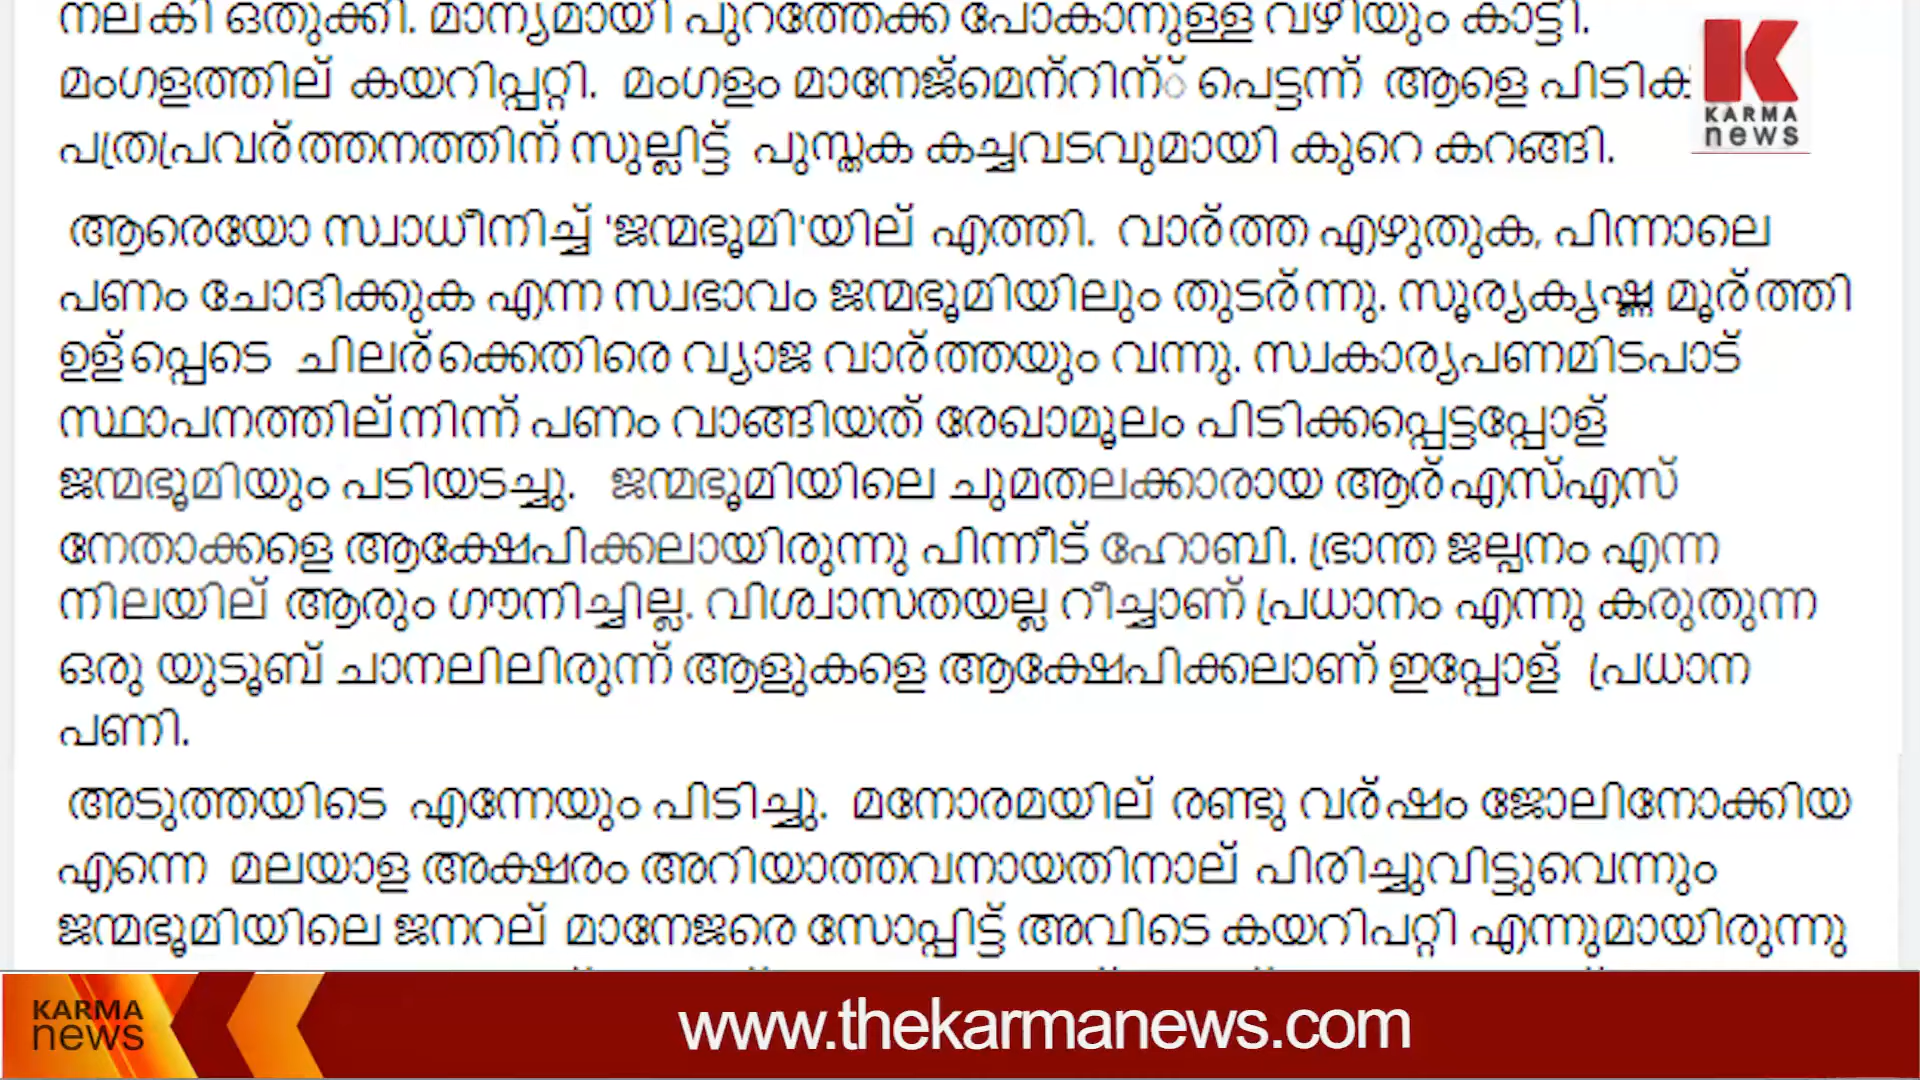 നല്കി ഒതുക്കി. മാന്യമായി പുറത്തേക്ക് പോകാനുള്ള വഴിയും കാട്ടി.
മംഗളത്തില് കയറിപ്പറ്റി. മംഗളം മാനേജ്മെന്റിന്് പെട്ടന്ന് ആളെ പിടിക
പത്രപ്രവര്ത്തനത്തിന് സുല്ലിട്ട് പുസ്തക കച്ചവടവുമായി കുറെ കറങ്ങി.
ആരെയോ സ്വാധീനിച്ച് 'ജന്മഭൂമി'യില് എത്തി. വാര്ത്ത എഴുതുക, പിന്നാലെ
പണം ചോദിക്കുക എന്ന സ്വഭാവം ജന്മഭൂമിയിലും തുടര്ന്നു. സൂര്യകൃഷ്ണ മൂര്ത്തി
ഉള്പ്പെടെ ചിലര്ക്കെതിരെ വ്യാജ വാര്ത്തയും വന്നു. സ്വകാര്യപണമിടപാട്
സ്ഥാപനത്തില്നിന്ന് പണം വാങ്ങിയത് രേഖാമൂലം പിടിക്കപ്പെട്ടപ്പോള്
ജന്മഭൂമിയും പടിയടച്ചു. ജന്മഭൂമിയിലെ ചുമതലക്കാരായ ആര്എസ്എസ്
നേതാക്കളെ ആക്ഷേപിക്കലായിരുന്നു പിന്നീട് ഹോബി. ഭ്രാന്ത ജല്പനം എന്ന
നിലയില് ആരും ഗൗനിച്ചില്ല. വിശ്വാസതയല്ല റീച്ചാണ് പ്രധാനം എന്നു കരുതുന്ന
ഒരു യുടൂബ് ചാനലിലിരുന്ന് ആളുകളെ ആക്ഷേപിക്കലാണ് ഇപ്പോള് പ്രധാന
പണി.
അടുത്തയിടെ എന്നേയും പിടിച്ചു. മനോരമയില് രണ്ടു വര്ഷം ജോലിനോക്കിയ
എന്നെ മലയാള അക്ഷരം അറിയാത്തവനായതിനാല് പിരിച്ചുവിട്ടുവെന്നും
ജന്മഭൂമിയിലെ ജനറല് മാനേജരെ സോപ്പിട്ട് അവിടെ കയറിപറ്റി എന്നുമായിരുന്നു
KARMA
news
KARMA
news
www.thekarmanews.com